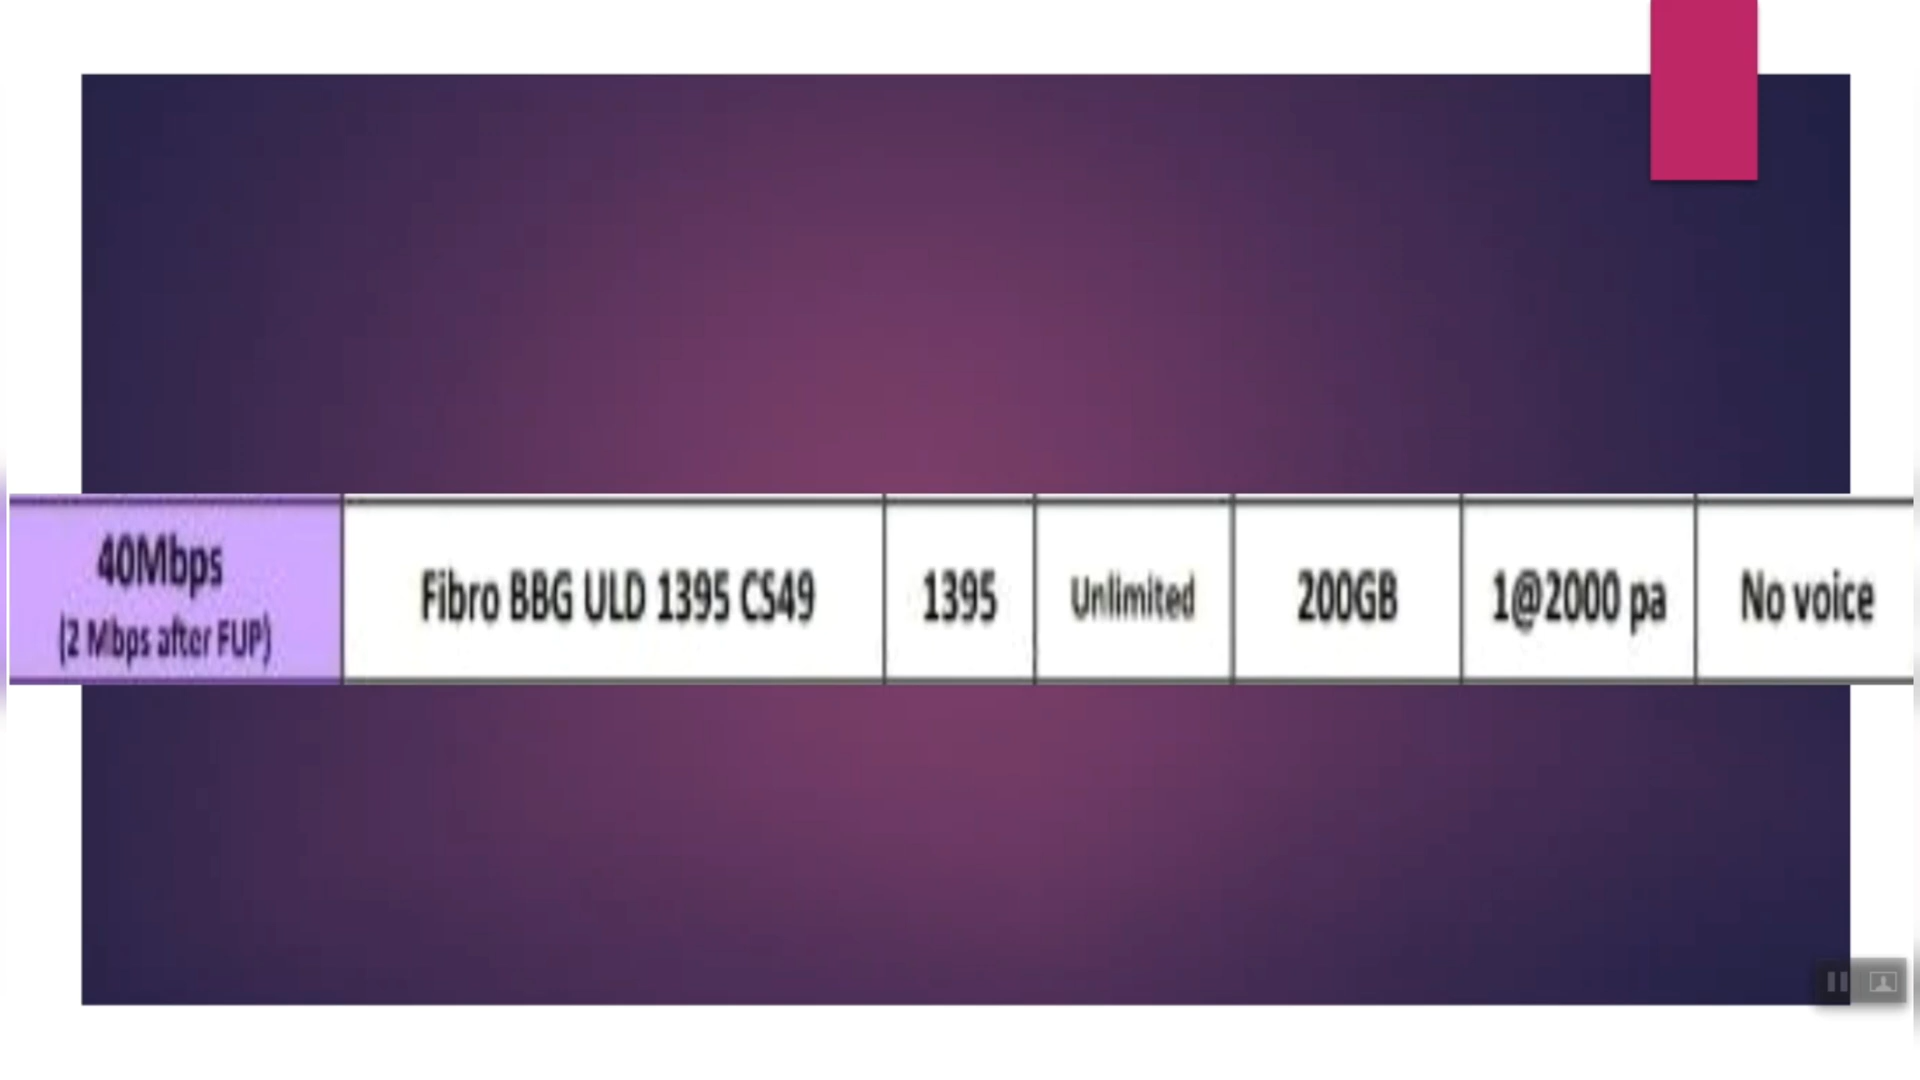 40Mbps
(2 Mbps after FUP)
Fibro BBG ULD 1395 CS49
1395
Unlimited
200GB
1@2000 pa
No voice